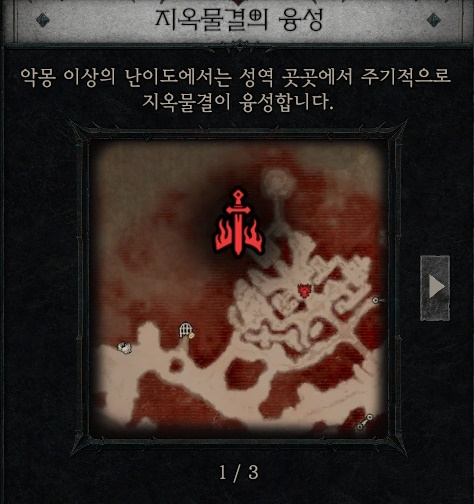 지옥물결의 융성
악몽 이상의 난이도에서는 성역 곳곳에서 주기적으로
지옥물결이 융성합니다.
1 / 3